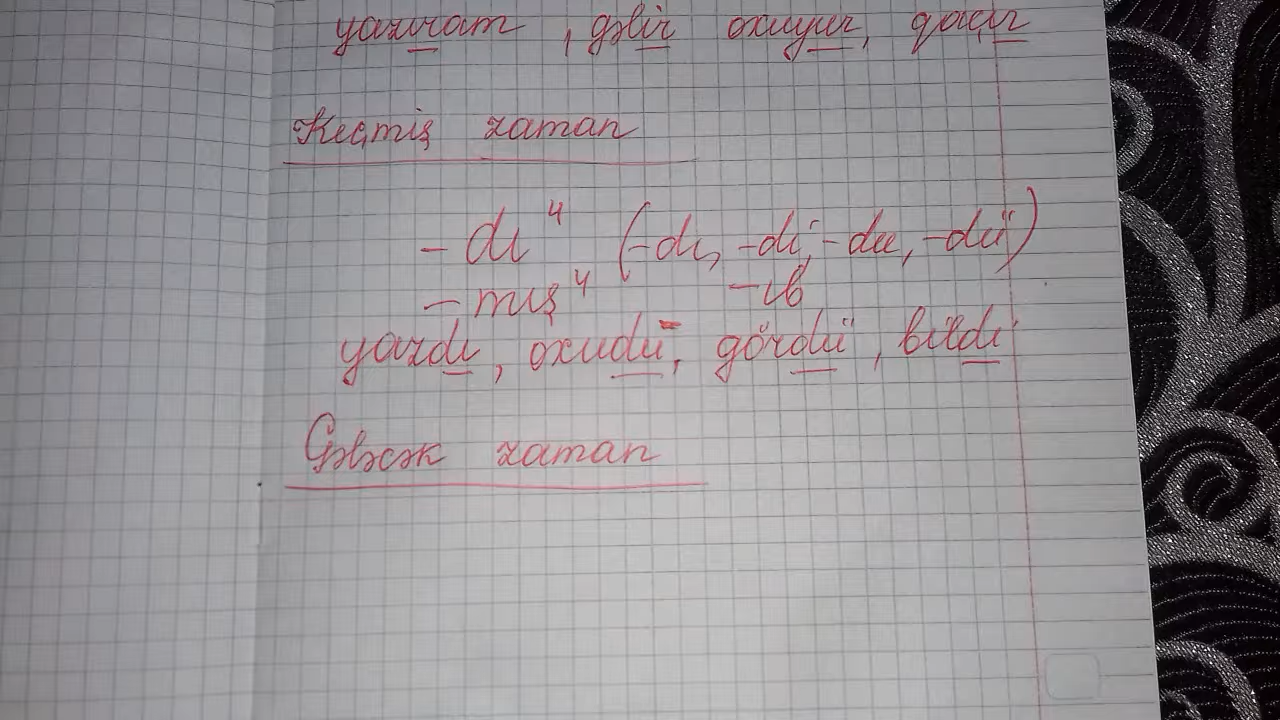 yazıram, gəlir oxuyur, qaçır
Keçmiş zaman
-dı⁴ (-dı, -di, -du, -dü)
-mış⁴ -ıb
yazdı, oxudu, gördü, bildi
Gələcək zaman